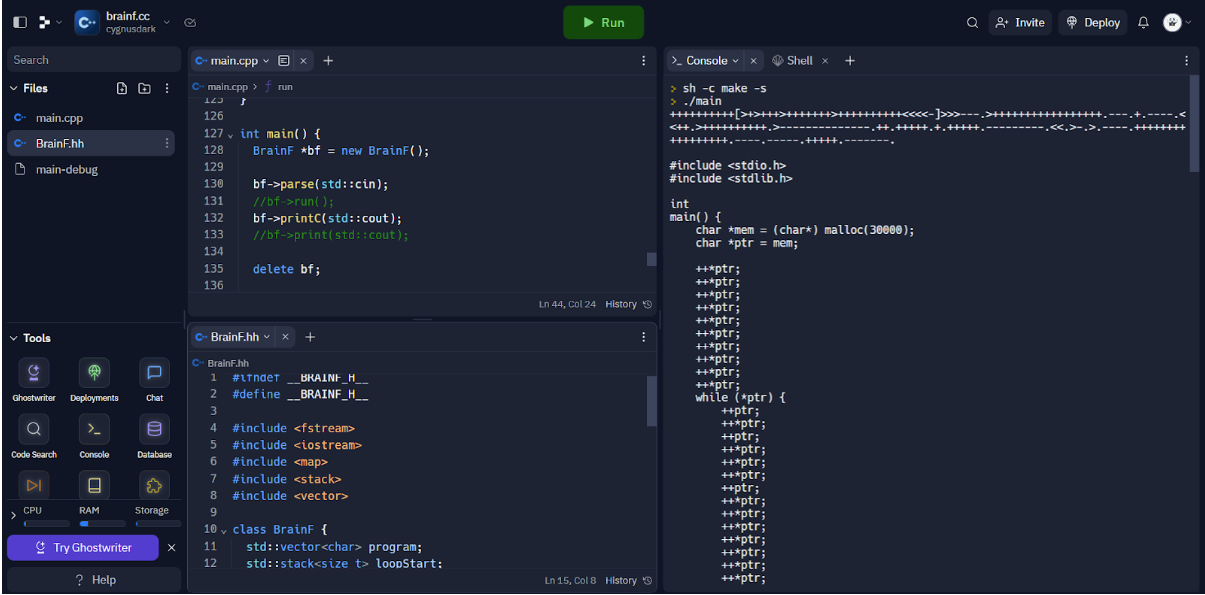 brainf.cc
cygnusdark
Run
Invite
Deploy
Search
Files
main.cpp
BrainF.hh
main-debug
Tools
Ghostwriter
Deployments
Chat
Code Search
Console
Database
CPU
RAM
Storage
Try Ghostwriter
? Help
C++ main.cpp
C++ main.cpp > f run
125 }
126
127 int main() {
128 BrainF *bf = new BrainF();
129
130 bf->parse(std::cin);
131 //bf->run();
132 bf->printC(std::cout);
133 //bf->print(std::cout);
134
135 delete bf;
136
Ln 44, Col 24 History
C++ BrainF.hh
C++ BrainF.hh
1 #ifndef __BRAINF_H__
2 #define __BRAINF_H__
3
4 #include <fstream>
5 #include <iostream>
6 #include <map>
7 #include <stack>
8 #include <vector>
9
10 class BrainF {
11 std::vector<char> program;
12 std::stack<size_t> loopStart;
Ln 15, Col 8 History
>_ Console
Shell
> sh -c make -s
> ./main
++++++++++[>+>+++>+++++++>++++++++++<<<<-]>>>---.>+++++++++++++++++.---.+.----.<
<++.>++++++++++.>--------------.++.+++++.+.+++++.---------.<<.>-.>.----.++++++++
+++++++++.----.-----.+++++.-------.
#include <stdio.h>
#include <stdlib.h>
int
main() {
char *mem = (char*) malloc(30000);
char *ptr = mem;
++*ptr;
++*ptr;
++*ptr;
++*ptr;
++*ptr;
++*ptr;
++*ptr;
++*ptr;
++*ptr;
++*ptr;
while (*ptr) {
++ptr;
++*ptr;
++ptr;
++*ptr;
++*ptr;
++*ptr;
++ptr;
++*ptr;
++*ptr;
++*ptr;
++*ptr;
++*ptr;
++*ptr;
++*ptr;